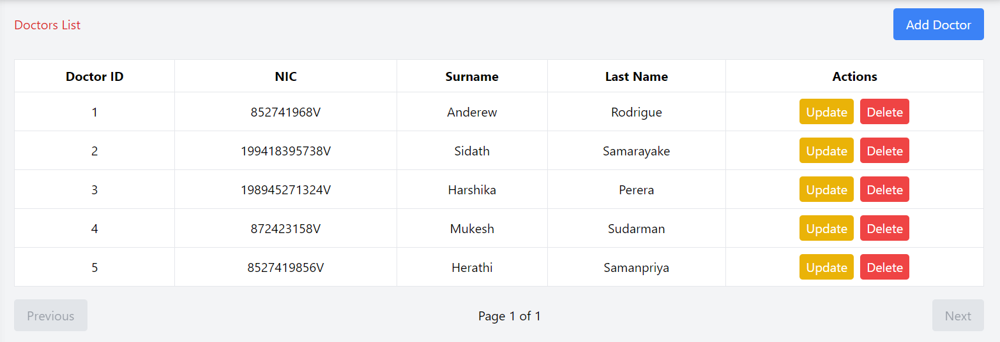 Doctors List Add Doctor
Doctor ID NIC Surname Last Name Actions
1 852741968V Anderew Rodrigue Update Delete
2 199418395738V Sidath Samarayake Update Delete
3 198945271324V Harshika Perera Update Delete
4 872423158V Mukesh Sudarman Update Delete
5 8527419856V Herathi Samanpriya Update Delete
Previous Page 1 of 1 Next